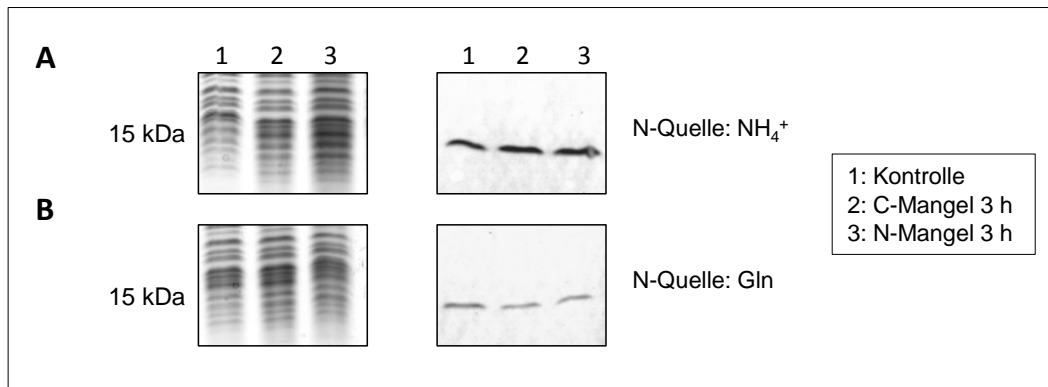 A
1 2 3
1 2 3
15 kDa
N-Quelle: NH₄⁺
1: Kontrolle
2: C-Mangel 3 h
3: N-Mangel 3 h
B
15 kDa
N-Quelle: Gln